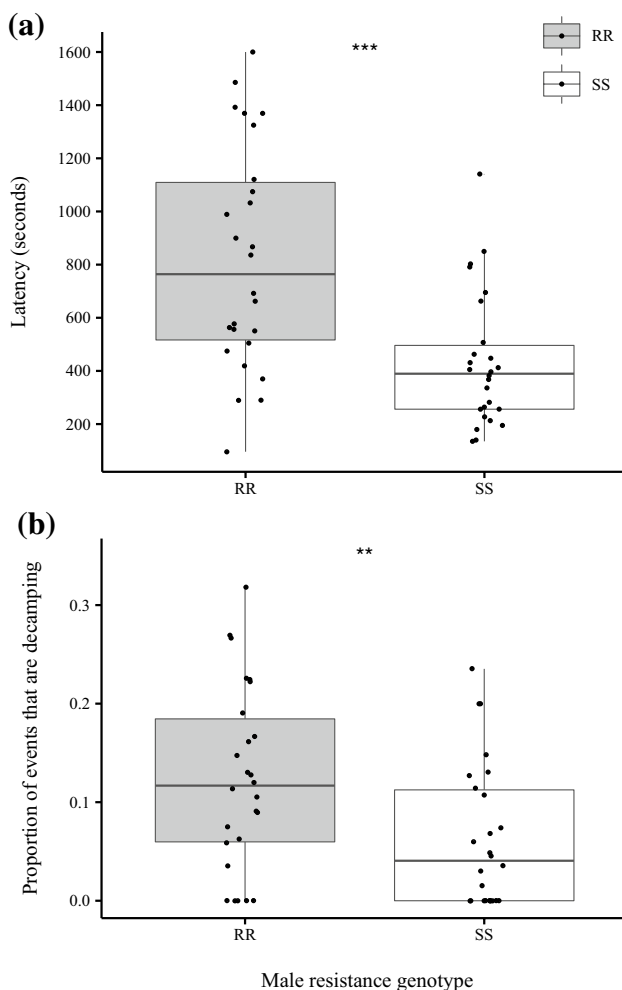 (a)
1600
1400
1200
1000
800
600
400
200
Latency (seconds)
***
RR
SS
RR
SS
(b)
0.3
0.2
0.1
0.0
Proportion of events that are decamping
**
RR
SS
Male resistance genotype